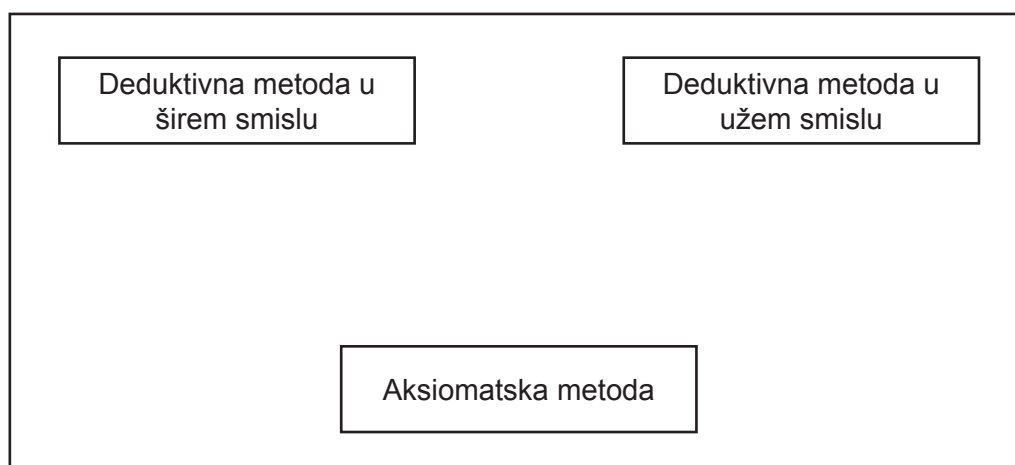 Deduktivna metoda u
širem smislu
Deduktivna metoda u
užem smislu
Aksiomatska metoda